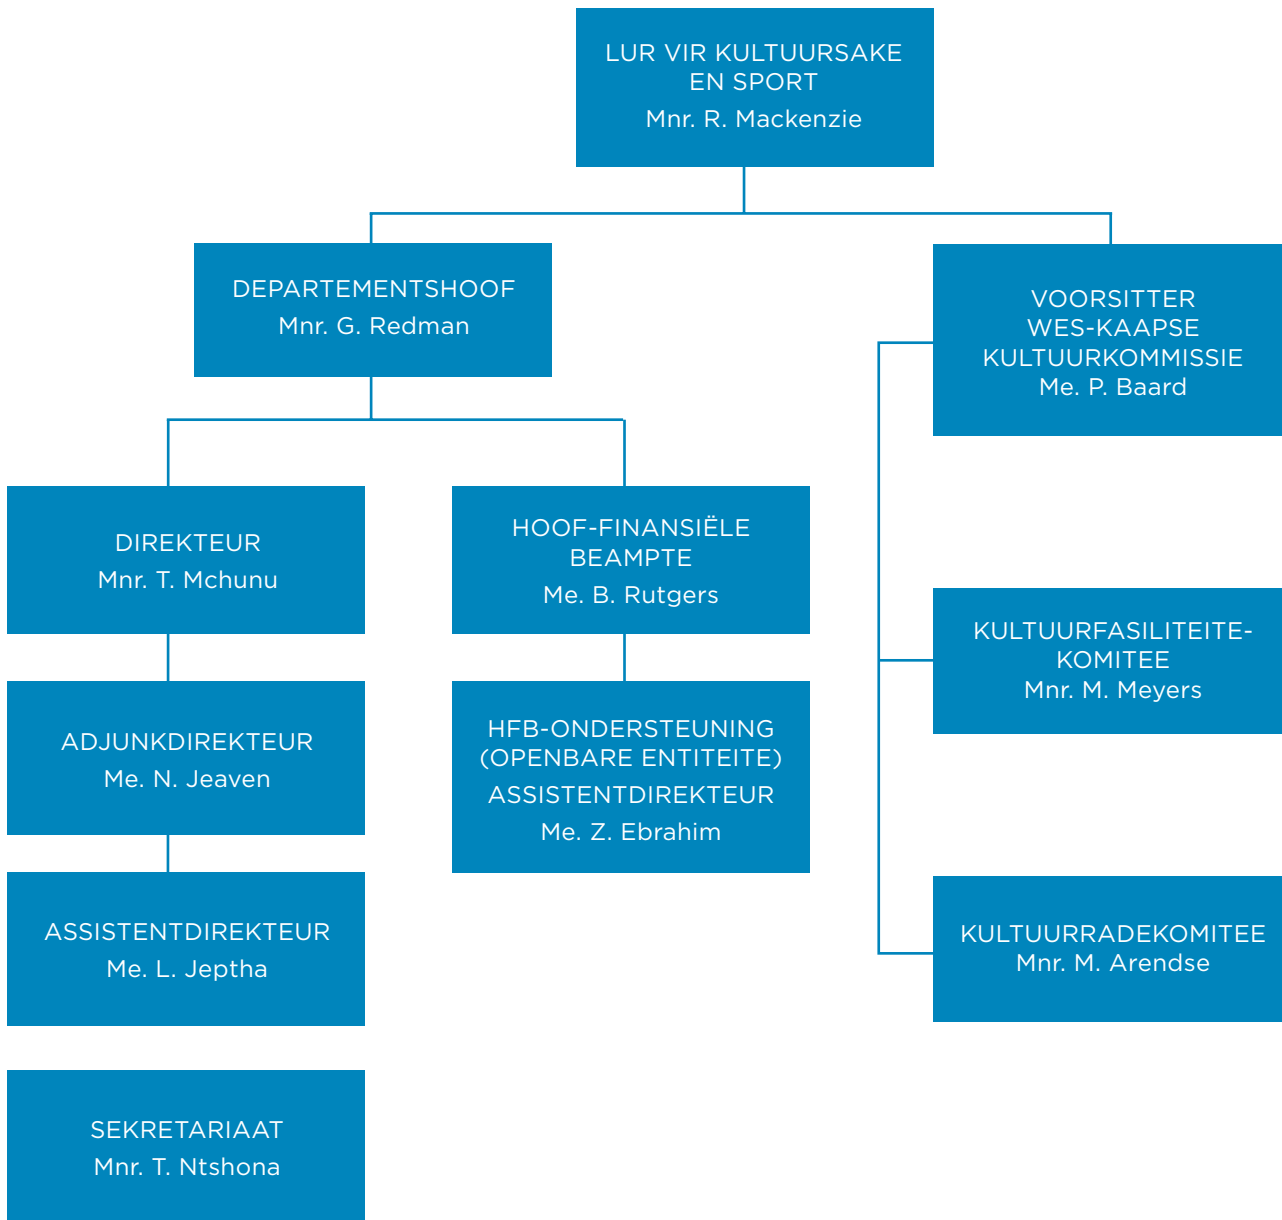 LUR VIR KULTUURSAKE
EN SPORT
Mnr. R. Mackenzie
DEPARTEMENTSHOOF
Mnr. G. Redman
VOORSITTER
WES-KAAPSE
KULTUURKOMMISSIE
Me. P. Baard
DIREKTEUR
Mnr. T. Mchunu
HOOF-FINANSIËLE
BEAMPTE
Me. B. Rutgers
KULTUURFASILITEITE-
KOMITEE
Mnr. M. Meyers
ADJUNKDIREKTEUR
Me. N. Jeaven
HFB-ONDERSTEUNING
(OPENBARE ENTITEITE)
ASSISTENTDIREKTEUR
Me. Z. Ebrahim
ASSISTENTDIREKTEUR
Me. L. Jeptha
KULTUURRADEKOMITEE
Mnr. M. Arendse
SEKRETARIAAT
Mnr. T. Ntshona